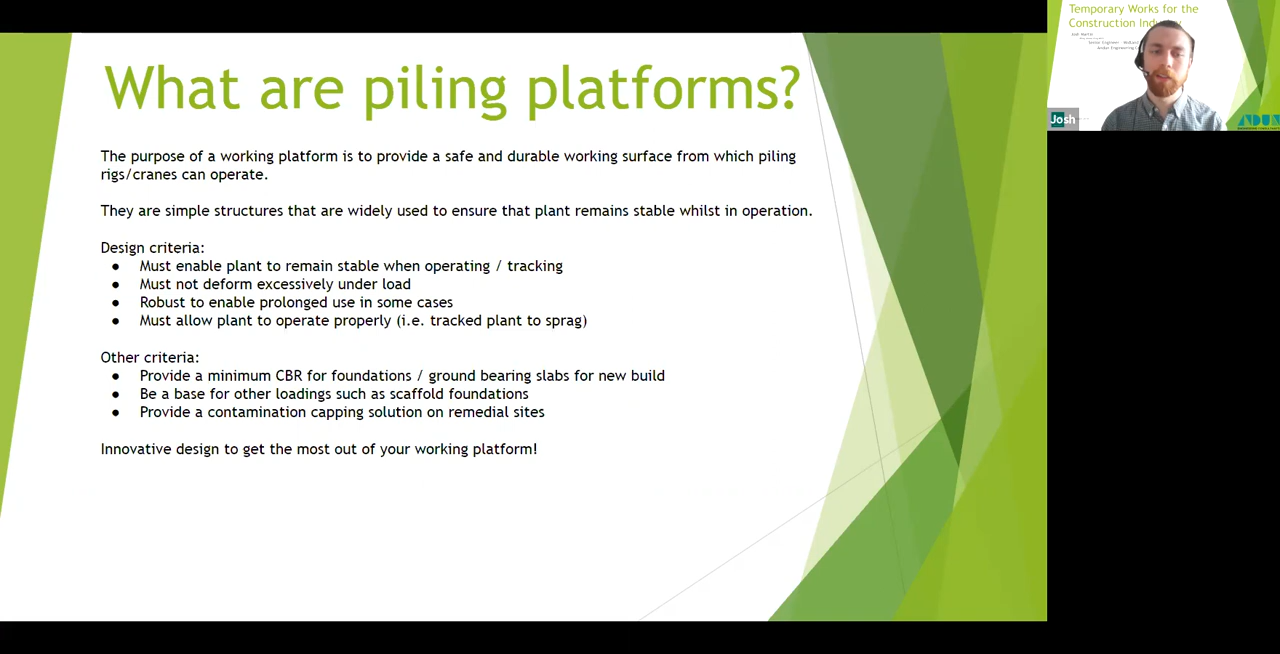 What are piling platforms?
The purpose of a working platform is to provide a safe and durable working surface from which piling
rigs/cranes can operate.
They are simple structures that are widely used to ensure that plant remains stable whilst in operation.
Design criteria:
● Must enable plant to remain stable when operating / tracking
● Must not deform excessively under load
● Robust to enable prolonged use in some cases
● Must allow plant to operate properly (i.e. tracked plant to sprag)
Other criteria:
● Provide a minimum CBR for foundations / ground bearing slabs for new build
● Be a base for other loadings such as scaffold foundations
● Provide a contamination capping solution on remedial sites
Innovative design to get the most out of your working platform!
Temporary Works for the
Construction
Josh